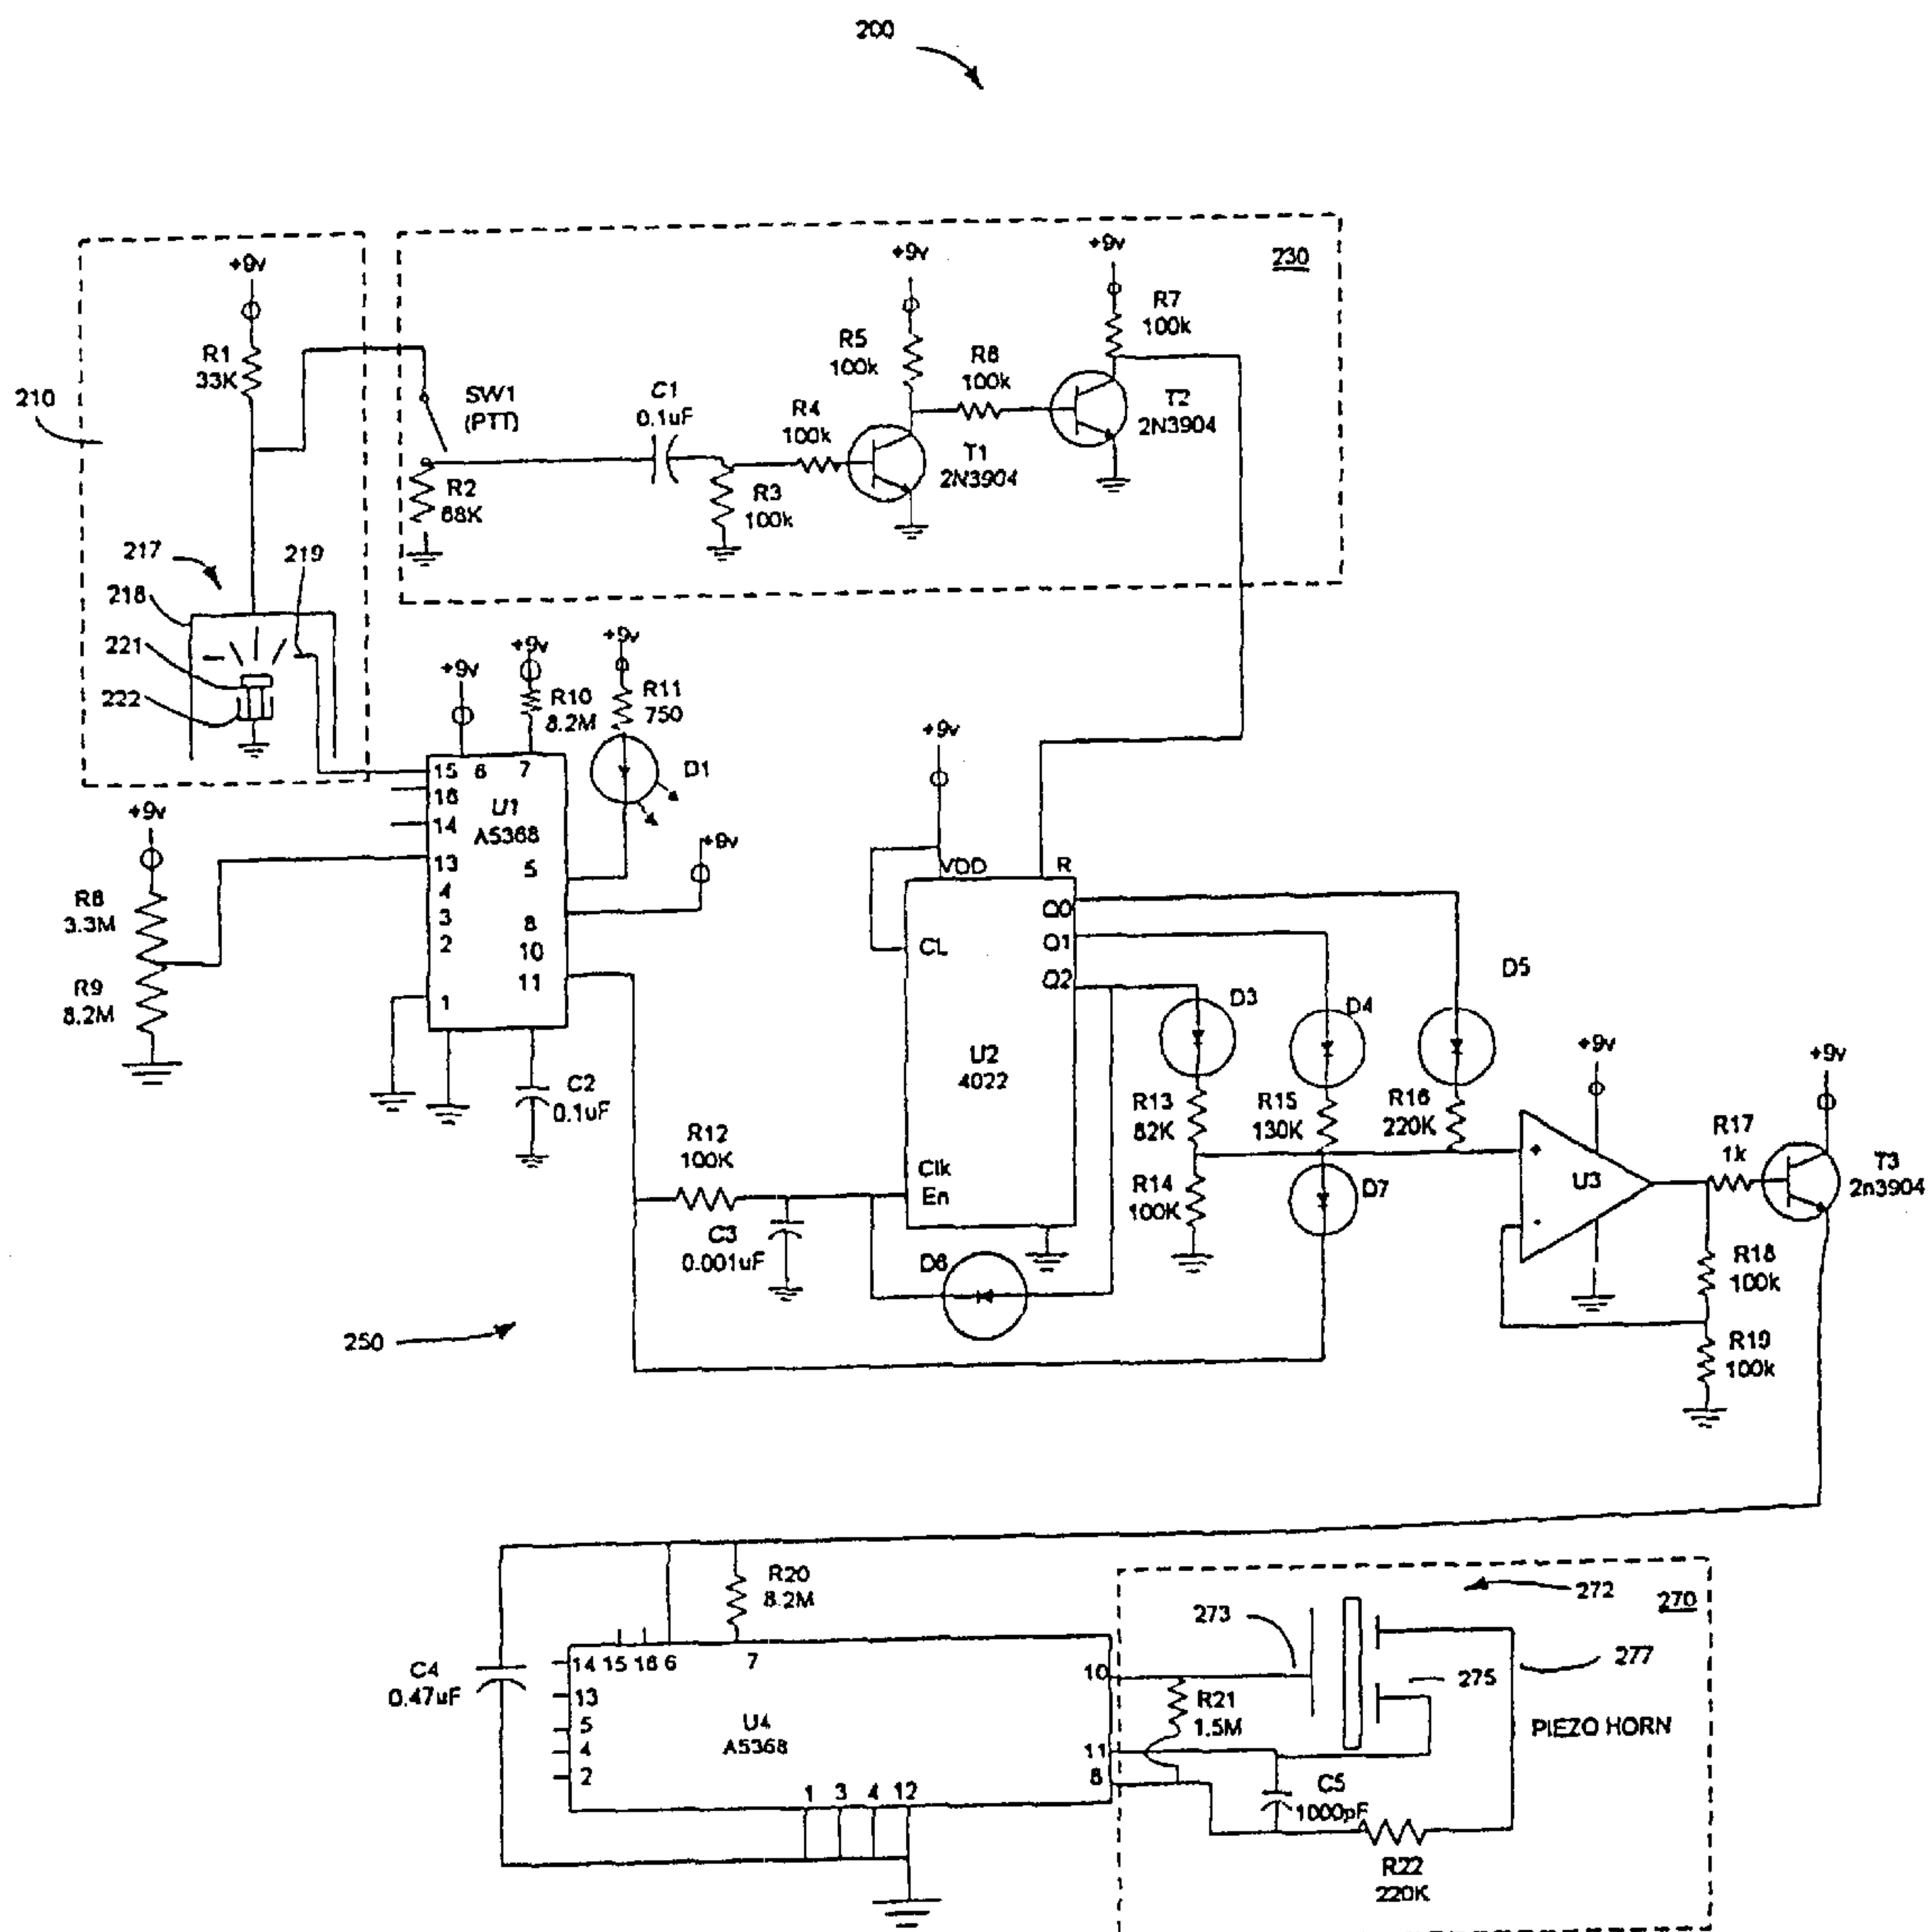 200
210
+9v
R1
33K
217
218
219
221
222
230
SW1
(PTT)
R2
68K
C1
0.1uF
R3
100k
R4
100k
+9v
R5
100k
T1
2N3904
R6
100k
+9v
R7
100k
T2
2N3904
+9v
R8
3.3M
R9
8.2M
+9v
+9v
R10
8.2M
+9v
R11
750
D1
15 6 7
16
14
U1
A5368
13
5
4
3
8
2
10
11
1
+9v
C2
0.1uF
R12
100K
C3
0.001uF
250
+9v
VDD
R
CL
Q0
Q1
Q2
U2
4022
Clk
En
D6
D3
D4
D5
R13
82K
R15
130K
R16
220K
R14
100K
D7
+9v
+
-
U3
R17
1k
+9v
T3
2n3904
R18
100k
R19
100k
C4
0.47uF
R20
8.2M
14 15 16 6 7
13
5
4
2
U4
A5368
1 3 4 12
10
11
8
270
272
273
275
277
R21
1.5M
C5
1000pF
R22
220K
PIEZO HORN